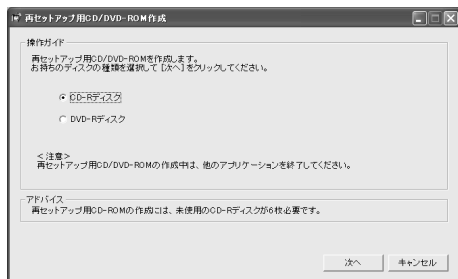 再セットアップ用CD/DVD-ROM作成
操作ガイド
再セットアップ用CD/DVD-ROMを作成します。
お持ちのディスクの種類を選択して [次へ] をクリックしてください。
CD-Rディスク
DVD-Rディスク
<注意>
再セットアップ用CD/DVD-ROMの作成中は、他のアプリケーションを終了してください。
アドバイス
再セットアップ用CD-ROMの作成には、未使用のCD-Rディスクが6枚必要です。
次へ キャンセル